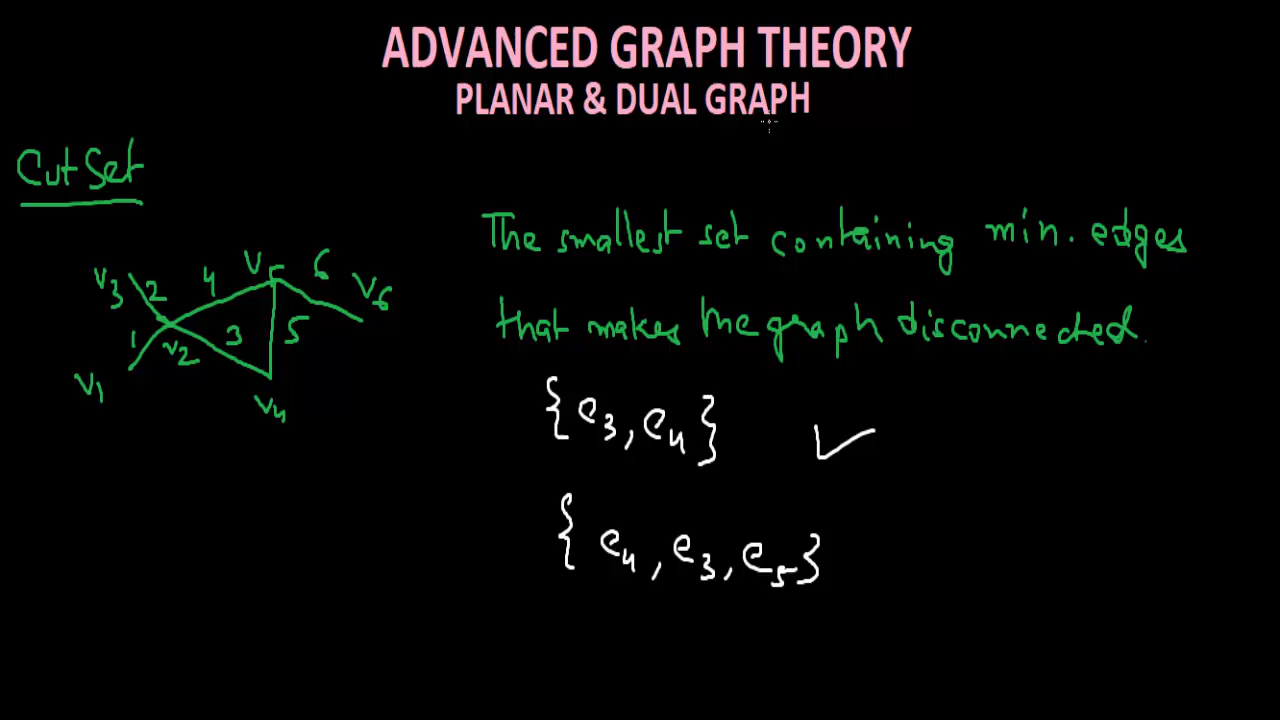 ADVANCED GRAPH THEORY
PLANAR & DUAL GRAPH
Cut Set
The smallest set containing min. edges
that makes the graph disconnected.
V3 2 4 V5 6 V6
1 V2 3 5
V1
V4
{e3, e4} ✓
{e4, e3, e5}